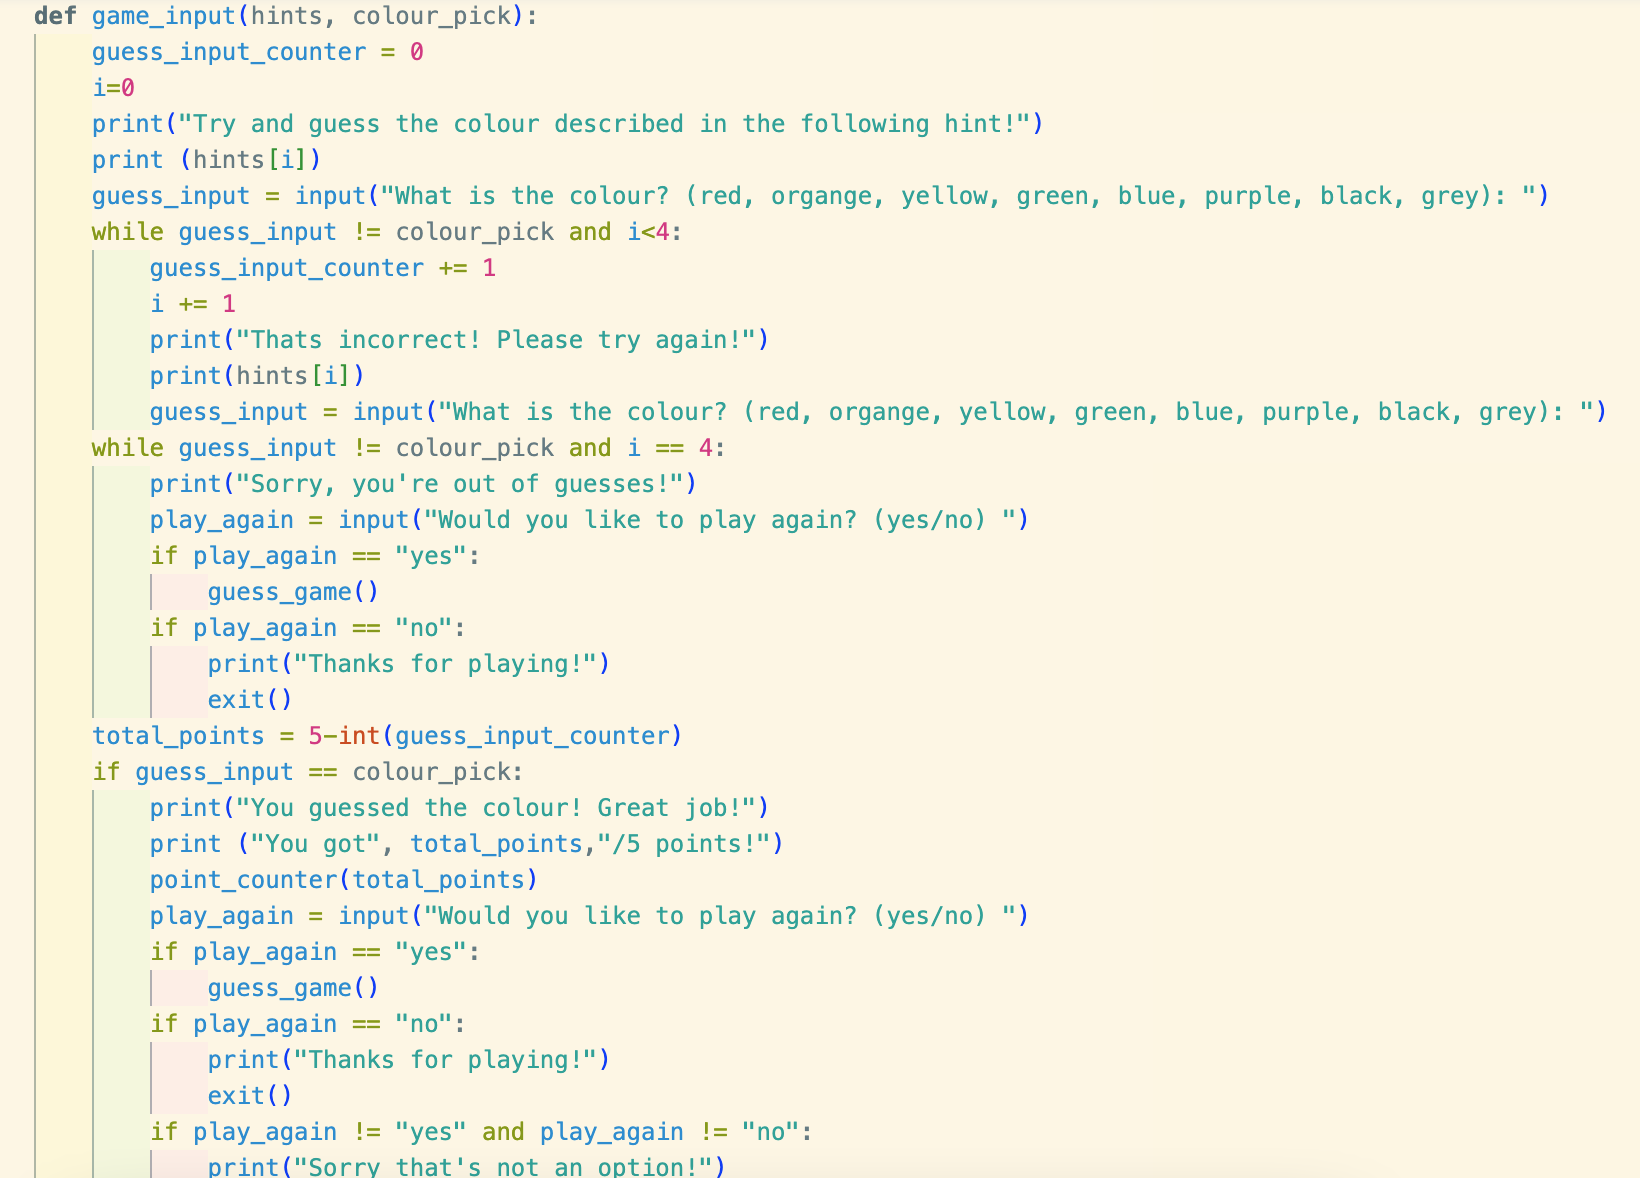 def game_input(hints, colour_pick):
    guess_input_counter = 0
    i=0
    print("Try and guess the colour described in the following hint!")
    print (hints[i])
    guess_input = input("What is the colour? (red, organge, yellow, green, blue, purple, black, grey): ")
    while guess_input != colour_pick and i<4:
        guess_input_counter += 1
        i += 1
        print("Thats incorrect! Please try again!")
        print(hints[i])
        guess_input = input("What is the colour? (red, organge, yellow, green, blue, purple, black, grey): ")
    while guess_input != colour_pick and i == 4:
        print("Sorry, you're out of guesses!")
        play_again = input("Would you like to play again? (yes/no) ")
        if play_again == "yes":
            guess_game()
        if play_again == "no":
            print("Thanks for playing!")
            exit()
    total_points = 5-int(guess_input_counter)
    if guess_input == colour_pick:
        print("You guessed the colour! Great job!")
        print ("You got", total_points,"/5 points!")
        point_counter(total_points)
        play_again = input("Would you like to play again? (yes/no) ")
        if play_again == "yes":
            guess_game()
        if play_again == "no":
            print("Thanks for playing!")
            exit()
        if play_again != "yes" and play_again != "no":
            print("Sorry that's not an option!")